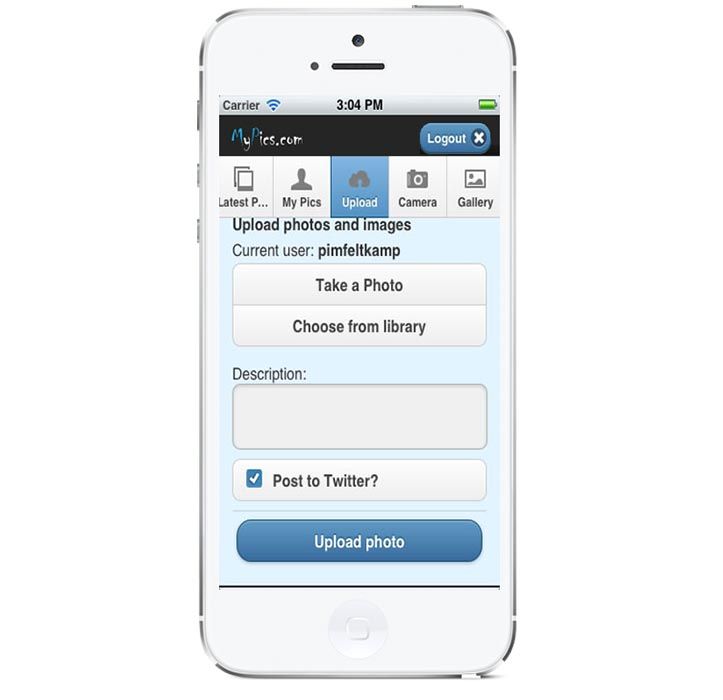 Carrier 3:04 PM
MyPics.com Logout
Latest P... My Pics Upload Camera Gallery
Upload photos and images
Current user: pimfeltkamp
Take a Photo
Choose from library
Description:
Post to Twitter?
Upload photo